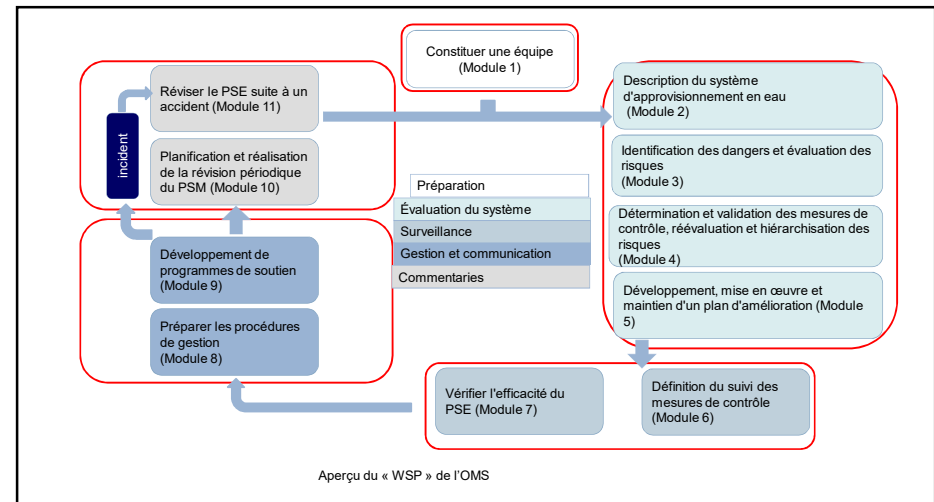 Constituer une équipe
(Module 1)
Description du système
d'approvisionnement en eau
(Module 2)
Identification des dangers et évaluation des
risques
(Module 3)
Détermination et validation des mesures de
contrôle, réévaluation et hiérarchisation des
risques
(Module 4)
Développement, mise en œuvre et
maintien d'un plan d'amélioration (Module
5)
Définition du suivi des
mesures de contrôle
(Module 6)
Vérifier l'efficacité du
PSE (Module 7)
Préparer les procédures
de gestion
(Module 8)
Développement de
programmes de soutien
(Module 9)
Planification et réalisation
de la révision périodique
du PSM (Module 10)
Réviser le PSE suite à un
accident (Module 11)
incident
Préparation
Évaluation du système
Surveillance
Gestion et communication
Commentaries
Aperçu du « WSP » de l'OMS